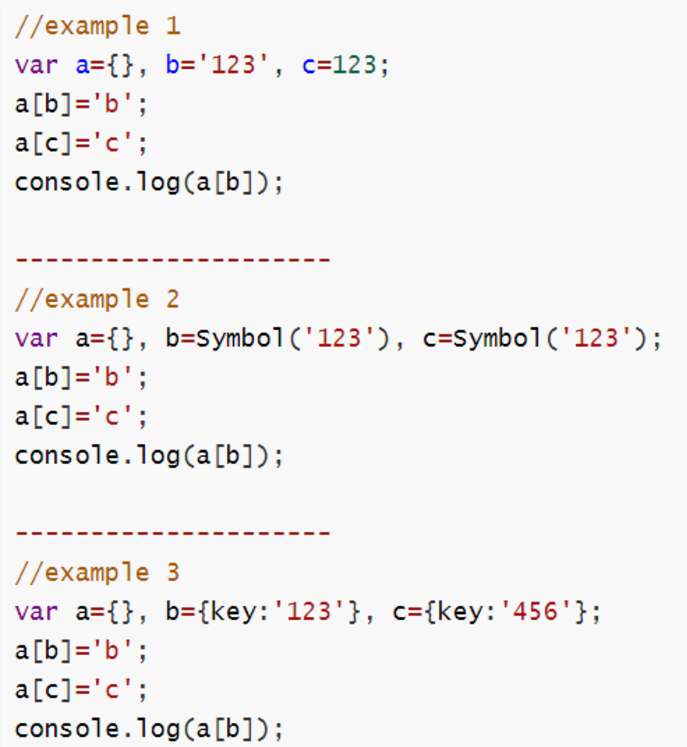 //example 1
var a={}, b='123', c=123;
a[b]='b';
a[c]='c';
console.log(a[b]);
---------------------
//example 2
var a={}, b=Symbol('123'), c=Symbol('123');
a[b]='b';
a[c]='c';
console.log(a[b]);
---------------------
//example 3
var a={}, b={key:'123'}, c={key:'456'};
a[b]='b';
a[c]='c';
console.log(a[b]);